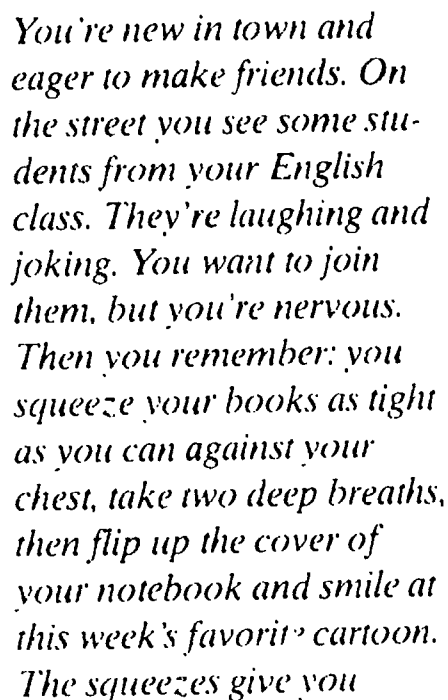 You're new in town and
eager to make friends. On
the street you see some stu-
dents from your English
class. They're laughing and
joking. You want to join
them, but you're nervous.
Then you remember: you
squeeze your books as tight
as you can against your
chest, take two deep breaths,
then flip up the cover of
your notebook and smile at
this week's favorite cartoon.
The squeezes give you